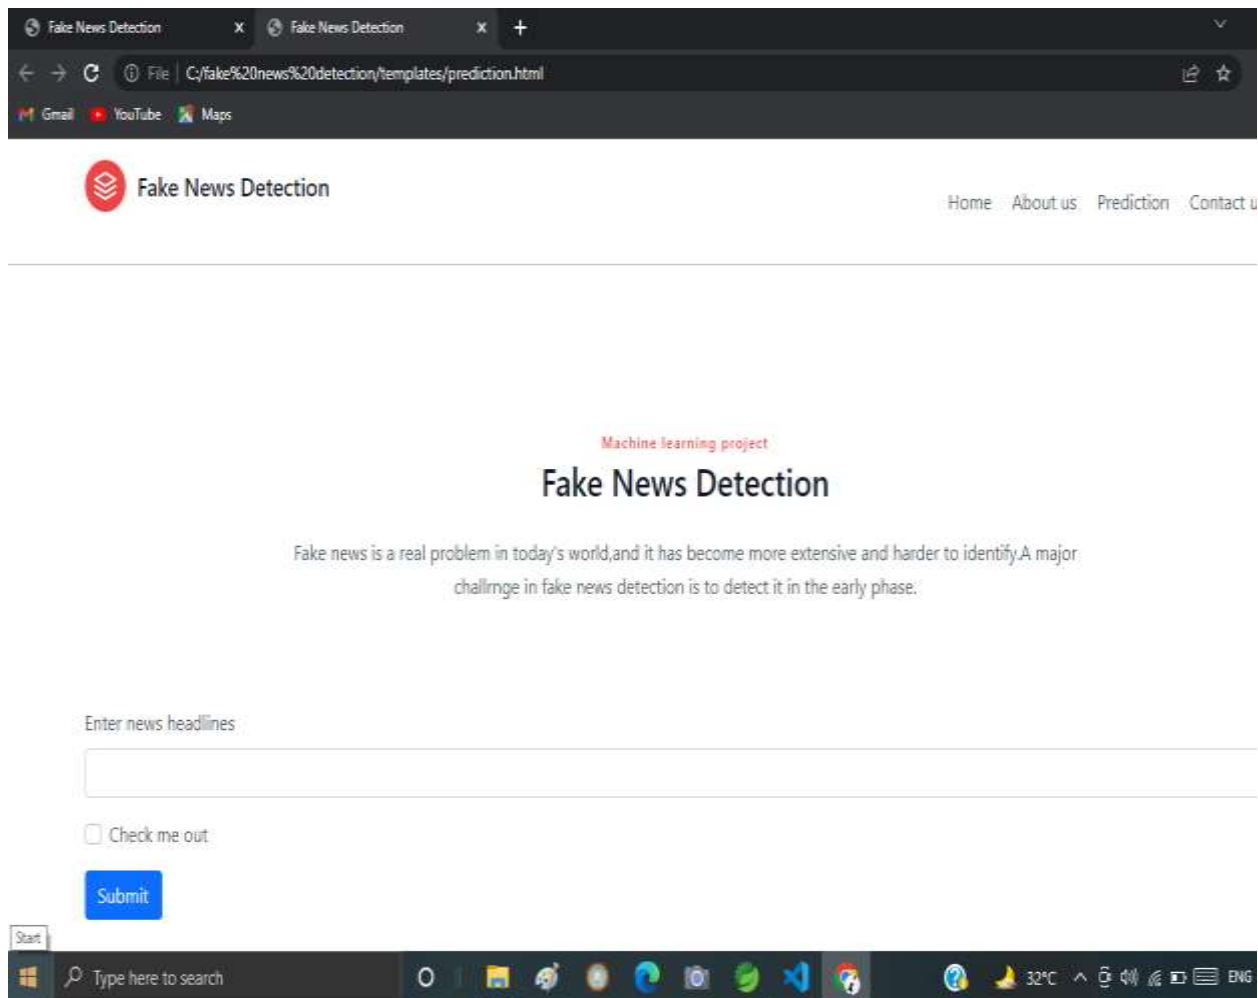 Fake News Detection x Fake News Detection x +
File C:/fake%20news%20detection/templates/prediction.html
Gmail YouTube Maps
Fake News Detection
Home About us Prediction Contact u
Machine learning project
Fake News Detection
Fake news is a real problem in today's world,and it has become more extensive and harder to identify.A major
challrnge in fake news detection is to detect it in the early phase.
Enter news headlines
Check me out
Submit
Start
Type here to search 32°C ENG